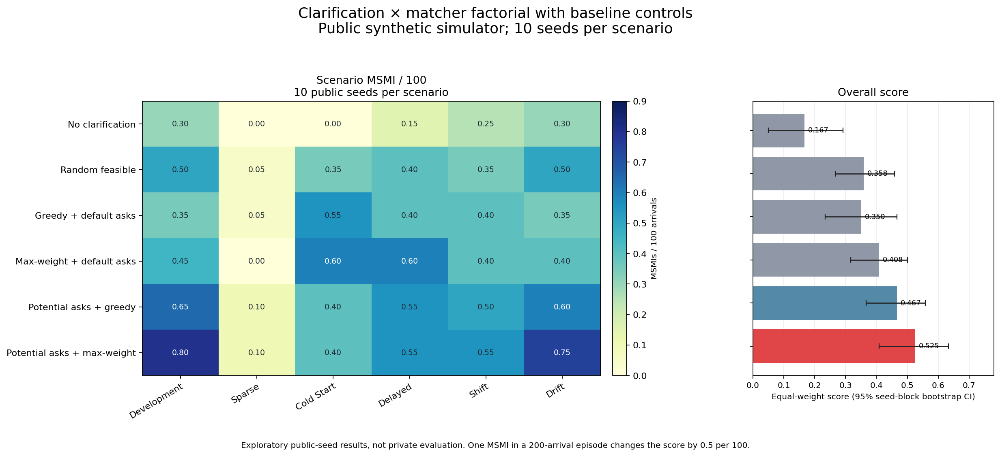 Clarification × matcher factorial with baseline controls
Public synthetic simulator; 10 seeds per scenario
Scenario MSMI / 100
10 public seeds per scenario
No clarification 0.30 0.00 0.00 0.15 0.25 0.30
Random feasible 0.50 0.05 0.35 0.40 0.35 0.50
Greedy + default asks 0.35 0.05 0.55 0.40 0.40 0.35
Max-weight + default asks 0.45 0.00 0.60 0.60 0.40 0.40
Potential asks + greedy 0.65 0.10 0.40 0.55 0.50 0.60
Potential asks + max-weight 0.80 0.10 0.40 0.55 0.55 0.75
Development Sparse Cold Start Delayed Shift Drift
0.9
0.8
0.7
0.6
0.5
0.4
0.3
0.2
0.1
0.0
MSMIs / 100 arrivals
Overall score
0.167
0.358
0.350
0.408
0.467
0.525
0.0 0.1 0.2 0.3 0.4 0.5 0.6 0.7
Equal-weight score (95% seed-block bootstrap CI)
Exploratory public-seed results, not private evaluation. One MSMI in a 200-arrival episode changes the score by 0.5 per 100.